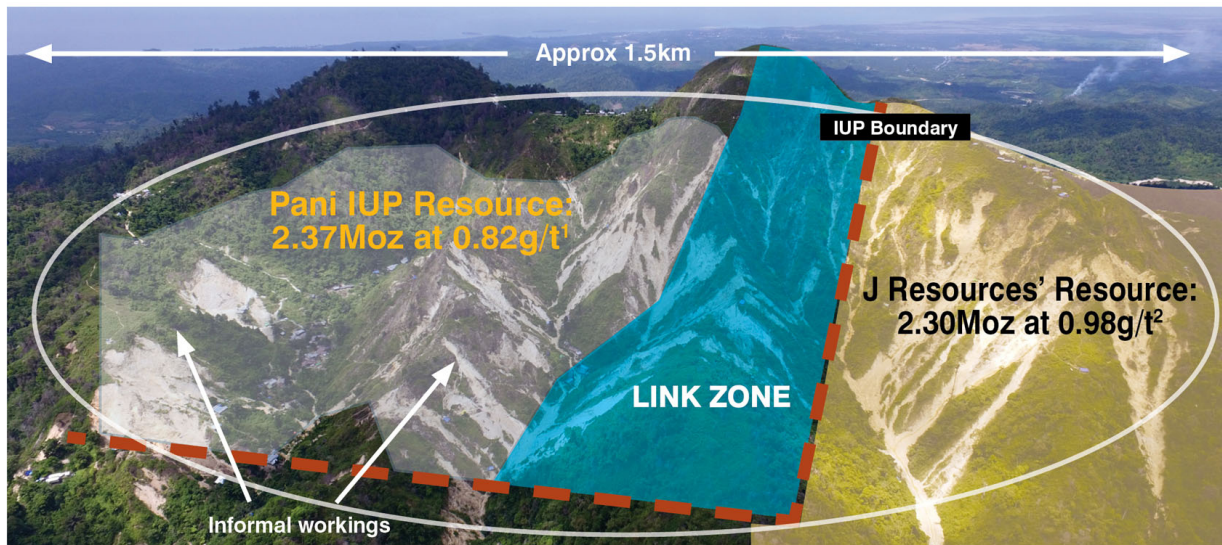 Approx 1.5km
IUP Boundary
Pani IUP Resource:
2.37Moz at 0.82g/t¹
J Resources’ Resource:
2.30Moz at 0.98g/t²
LINK ZONE
Informal workings